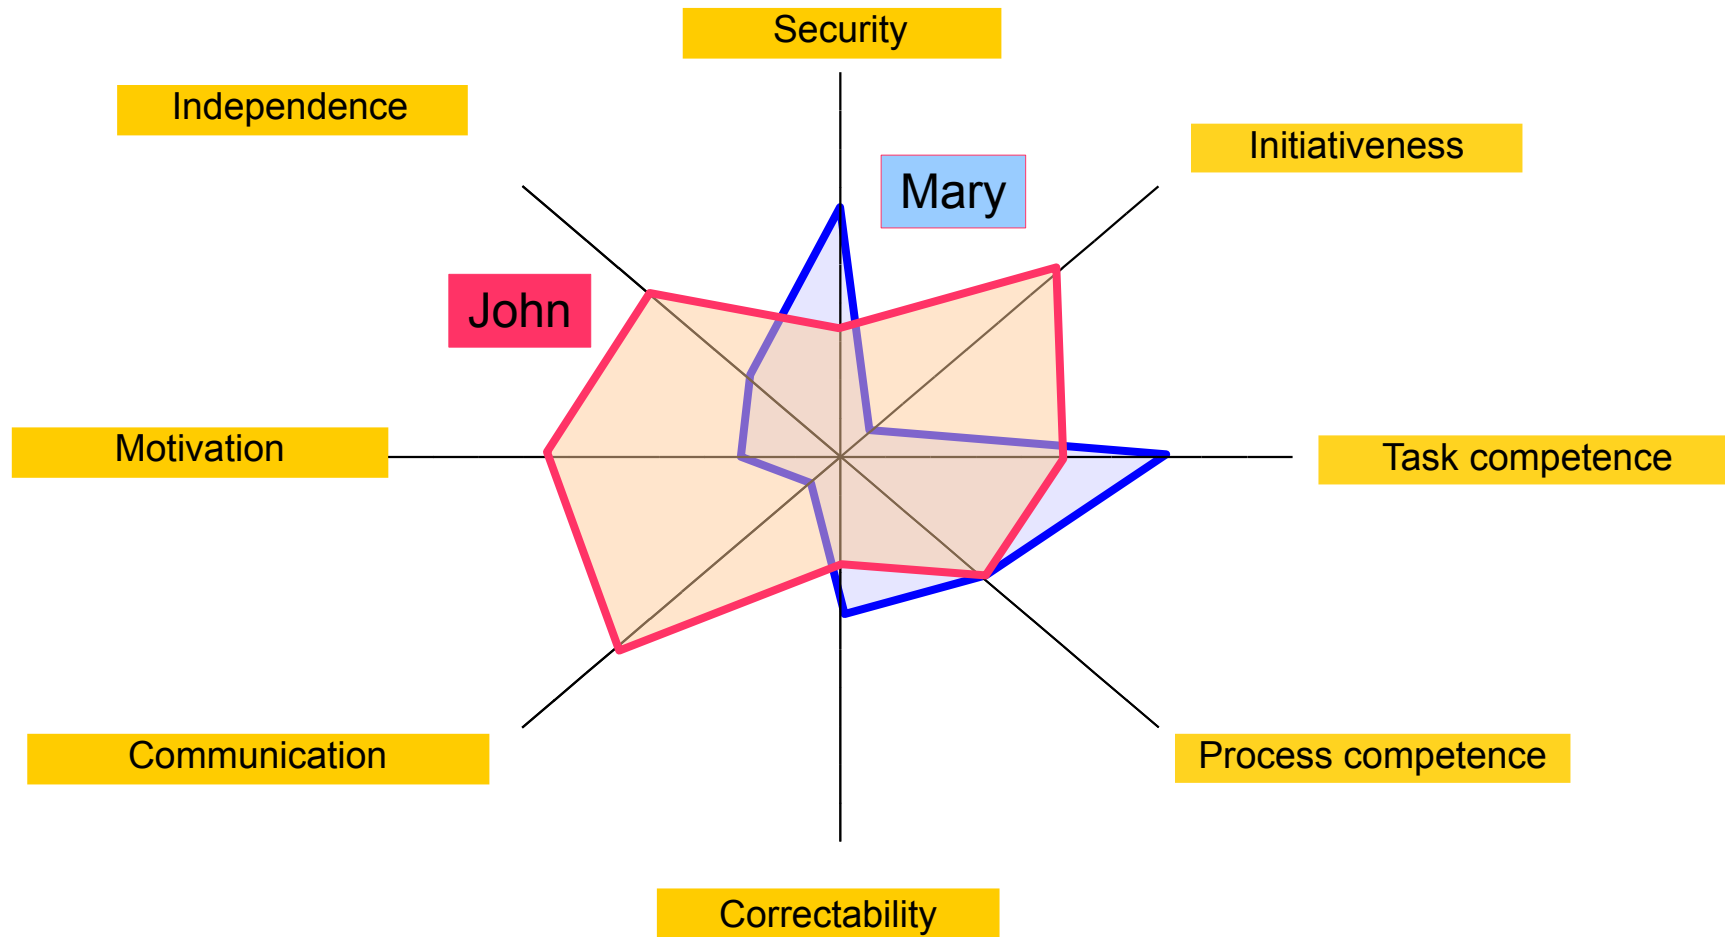 Security
Independence
Initiativeness
Mary
John
Motivation
Task competence
Communication
Process competence
Correctability